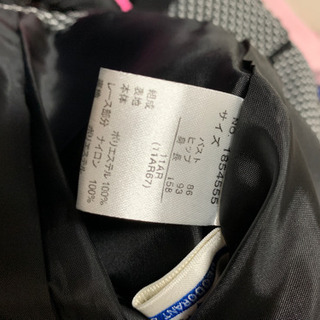 NO 1854555
サイズ
バスト 86
ヒップ 93
身長 158
11AR
(11AR67)
組成
表地
本体 ポリエステル 100%
レース部分 ナイロン 100%